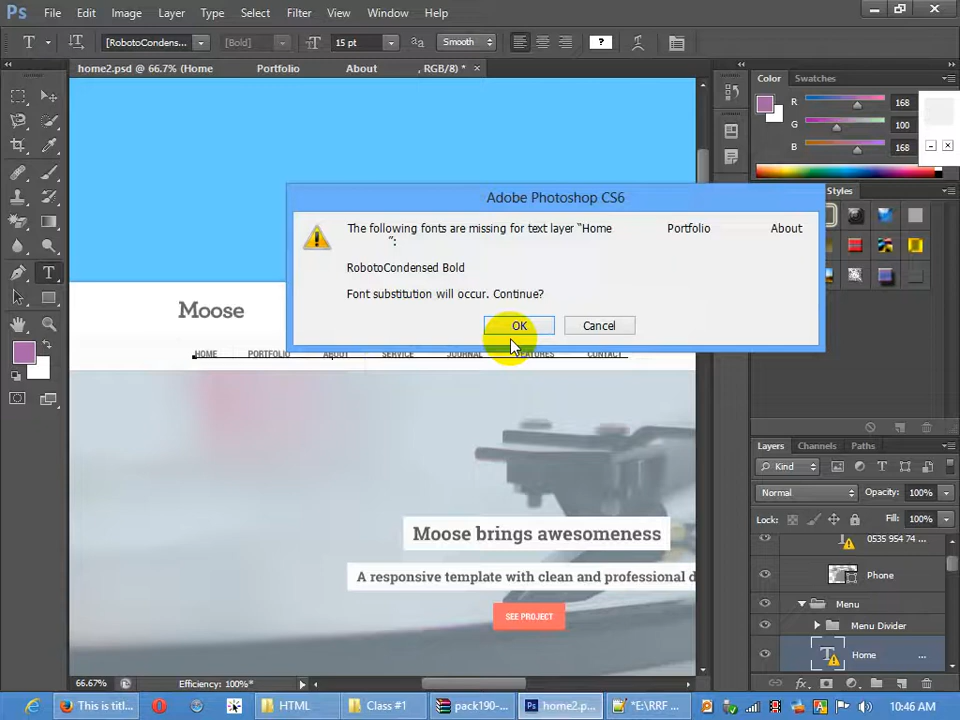 Ps File Edit Image Layer Type Select Filter View Window Help
T [RobotoCondens... [Bold] 15 pt aa Smooth ?
home2.psd @ 66.7% (Home Portfolio About , RGB/8) * ×
Color Swatches
R 168
G 100
B 168
Styles
Adobe Photoshop CS6
The following fonts are missing for text layer “Home Portfolio About
”:
RobotoCondensed Bold
Font substitution will occur. Continue?
OK Cancel
Moose
HOME PORTFOLIO ABOUT SERVICE JOURNAL FEATURES CONTACT
Moose brings awesomeness
A responsive template with clean and professional d
SEE PROJECT
Layers Channels Paths
Kind
Normal Opacity: 100%
Lock: Fill: 100%
0535 954 74 ...
Phone
Menu
Menu Divider
Home ...
66.67% Efficiency: 100%*
This is titl... HTML Class #1 pack190-... Ps home2.p... *E:\RRF ... 10:46 AM